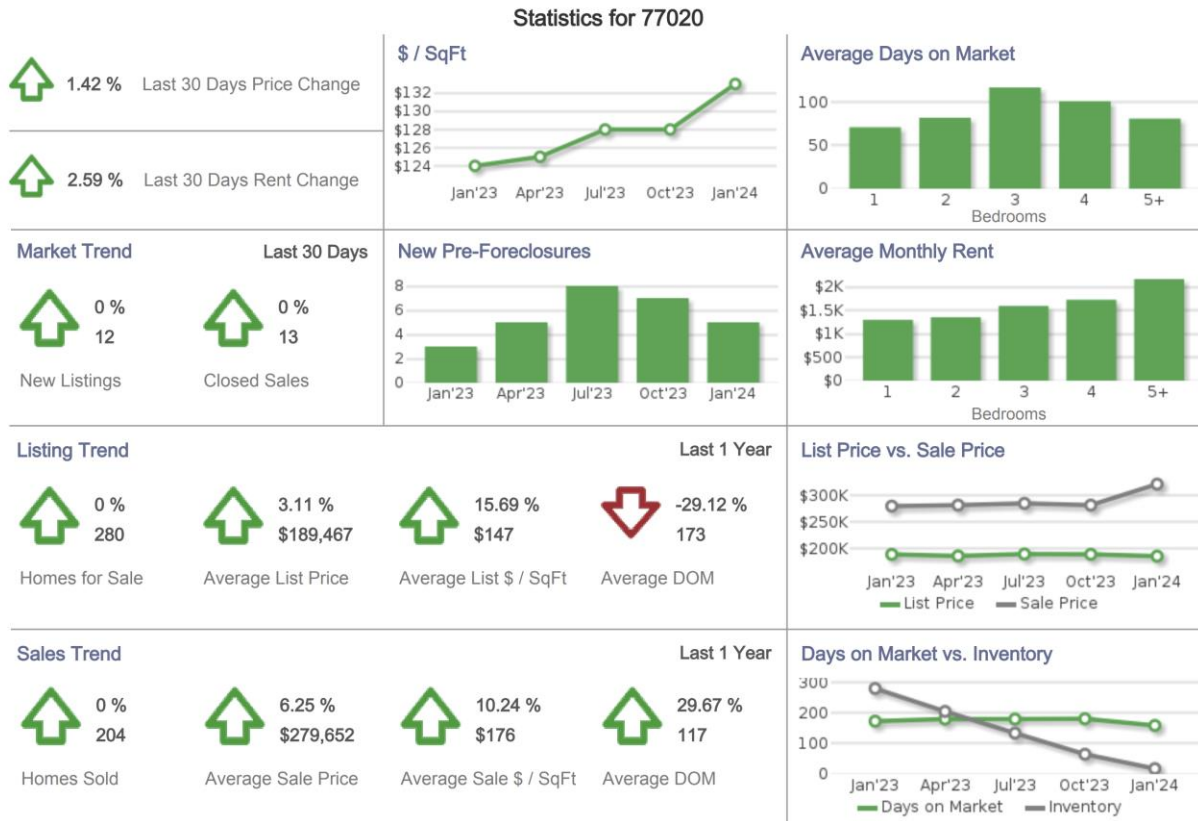 Statistics for 77020
1.42 % Last 30 Days Price Change
2.59 % Last 30 Days Rent Change
$ / SqFt
$132
$130
$128
$126
$124
Jan'23 Apr'23 Jul'23 Oct'23 Jan'24
Average Days on Market
100
50
0
1 2 3 4 5+
Bedrooms
Market Trend Last 30 Days
0 % 0 %
12 13
New Listings Closed Sales
New Pre-Foreclosures
8
6
4
2
0
Jan'23 Apr'23 Jul'23 Oct'23 Jan'24
Average Monthly Rent
$2K
$1.5K
$1K
$500
$0
1 2 3 4 5+
Bedrooms
Listing Trend Last 1 Year
0 % 3.11 % 15.69 % -29.12 %
280 $189,467 $147 173
Homes for Sale Average List Price Average List $ / SqFt Average DOM
List Price vs. Sale Price
$300K
$250K
$200K
Jan'23 Apr'23 Jul'23 Oct'23 Jan'24
List Price Sale Price
Sales Trend Last 1 Year
0 % 6.25 % 10.24 % 29.67 %
204 $279,652 $176 117
Homes Sold Average Sale Price Average Sale $ / SqFt Average DOM
Days on Market vs. Inventory
300
200
100
0
Jan'23 Apr'23 Jul'23 Oct'23 Jan'24
Days on Market Inventory